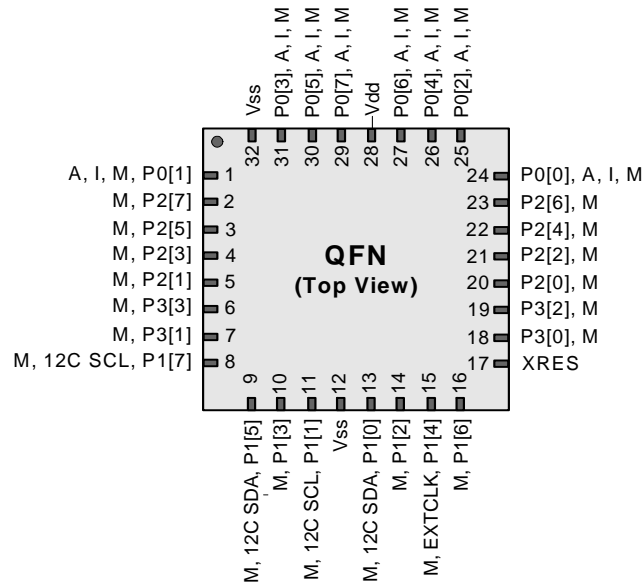 Vss
P0[3], A, I, M
P0[5], A, I, M
P0[7], A, I, M
Vdd
P0[6], A, I, M
P0[4], A, I, M
P0[2], A, I, M
32
31
30
29
28
27
26
25
A, I, M, P0[1] 1
M, P2[7] 2
M, P2[5] 3
M, P2[3] 4
M, P2[1] 5
M, P3[3] 6
M, P3[1] 7
M, 12C SCL, P1[7] 8
QFN
(Top View)
24 P0[0], A, I, M
23 P2[6], M
22 P2[4], M
21 P2[2], M
20 P2[0], M
19 P3[2], M
18 P3[0], M
17 XRES
9
10
11
12
13
14
15
16
M, 12C SDA, P1[5]
M, P1[3]
M, 12C SCL, P1[1]
Vss
M, 12C SDA, P1[0]
M, P1[2]
M, EXTCLK, P1[4]
M, P1[6]